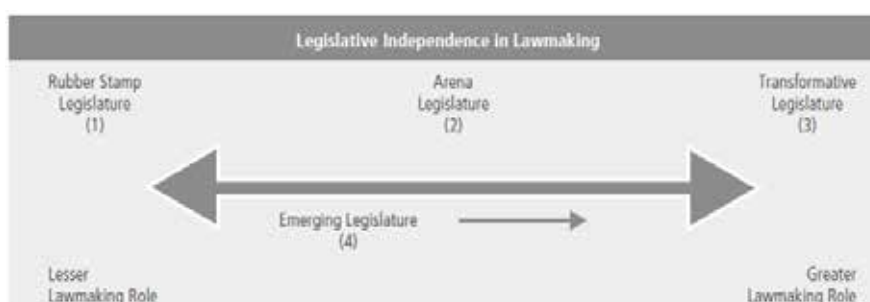 Legislative Independence in Lawmaking
Rubber Stamp
Legislature
(1)
Arena
Legislature
(2)
Transformative
Legislature
(3)
Emerging Legislature
(4)
Lesser
Lawmaking Role
Greater
Lawmaking Role